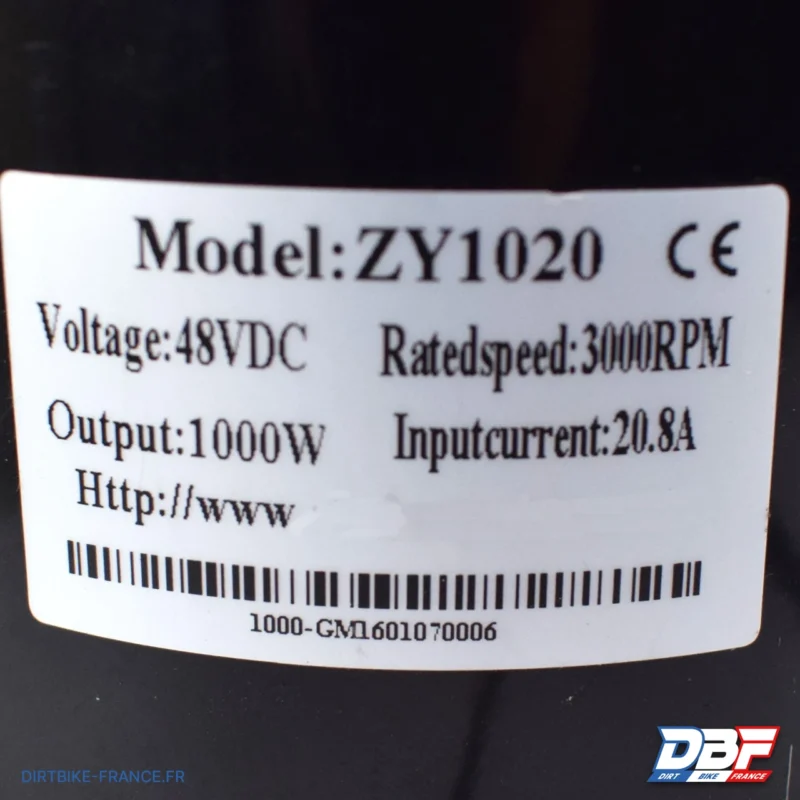 Model:ZY1020 CE
Voltage:48VDC Ratedspeed:3000RPM
Output:1000W Inputcurrent:20.8A
Http://www
1000-GM1601070006
DBF
DIRT BIKE FRANCE
DIRTBIKE-FRANCE.FR